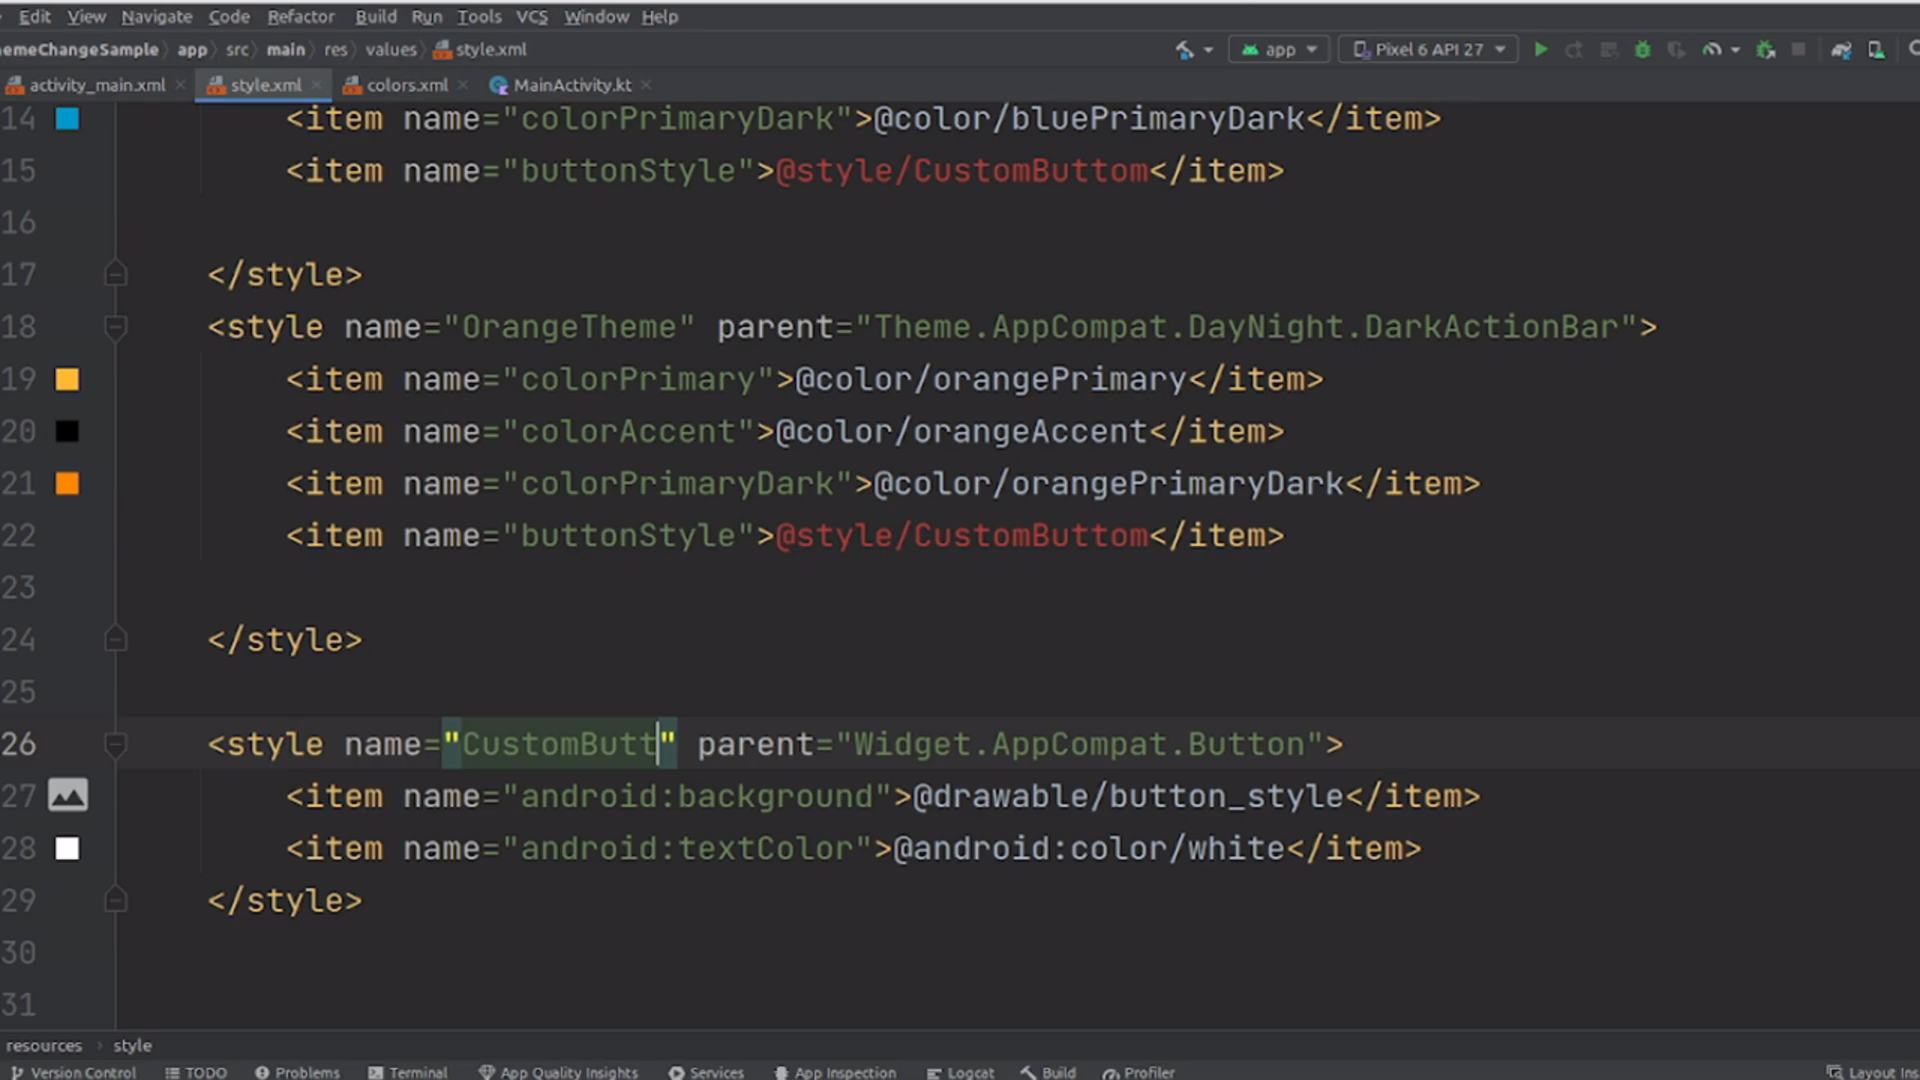 Edit View Navigate Code Refactor Build Run Tools VCS Window Help
emeChangeSample app src main res values style.xml app Pixel 6 API 27
activity_main.xml style.xml colors.xml MainActivity.kt
14 <item name="colorPrimaryDark">@color/bluePrimaryDark</item>
15 <item name="buttonStyle">@style/CustomButtom</item>
16
17 </style>
18 <style name="OrangeTheme" parent="Theme.AppCompat.DayNight.DarkActionBar">
19 <item name="colorPrimary">@color/orangePrimary</item>
20 <item name="colorAccent">@color/orangeAccent</item>
21 <item name="colorPrimaryDark">@color/orangePrimaryDark</item>
22 <item name="buttonStyle">@style/CustomButtom</item>
23
24 </style>
25
26 <style name="CustomButt" parent="Widget.AppCompat.Button">
27 <item name="android:background">@drawable/button_style</item>
28 <item name="android:textColor">@android:color/white</item>
29 </style>
30
31
resources style
Version Control TODO Problems Terminal App Quality Insights Services App Inspection Logcat Build Profiler Layout Ins